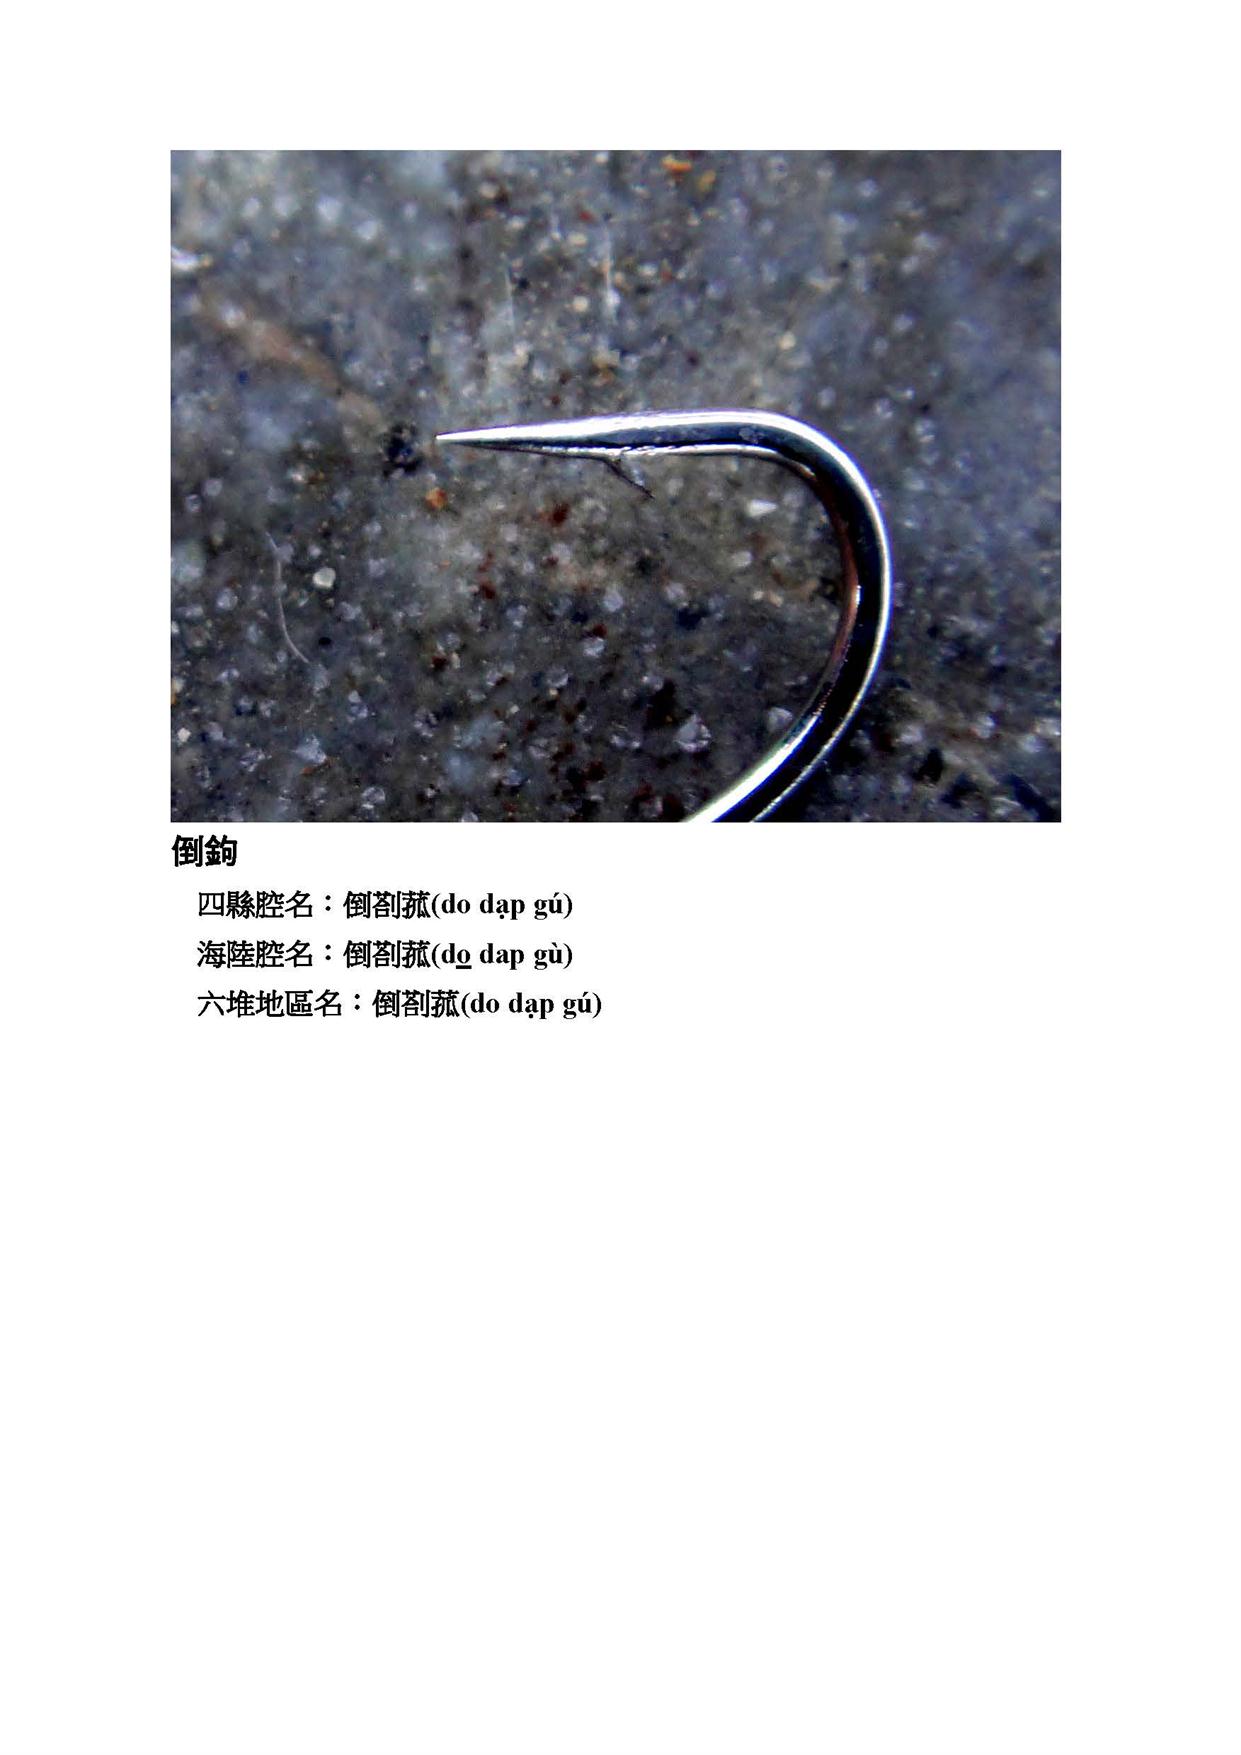 倒鉤
四縣腔名：倒剳菰(do dạp gú)
海陸腔名：倒剳菰(do̲ dap gù)
六堆地區名：倒剳菰(do dạp gú)